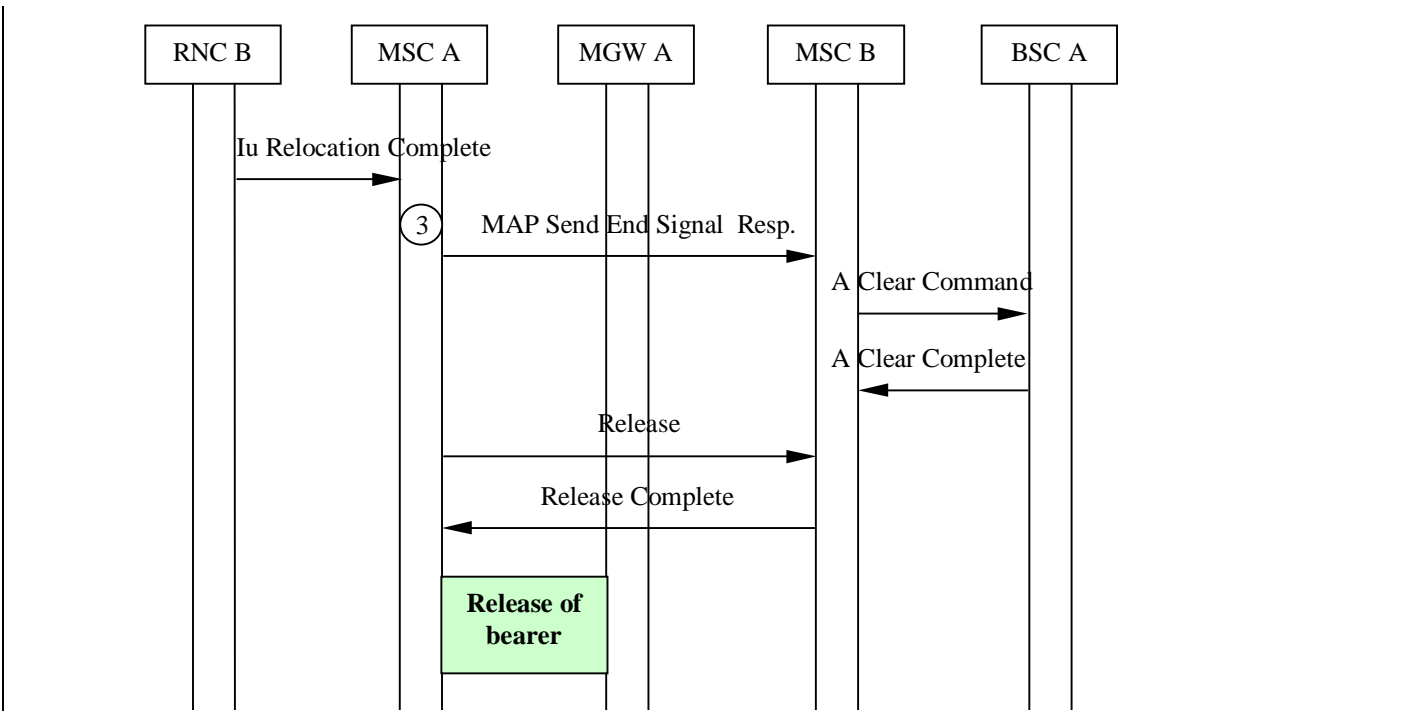 RNC B
MSC A
MGW A
MSC B
BSC A
Iu Relocation Complete
3
MAP Send End Signal Resp.
A Clear Command
A Clear Complete
Release
Release Complete
Release of
bearer